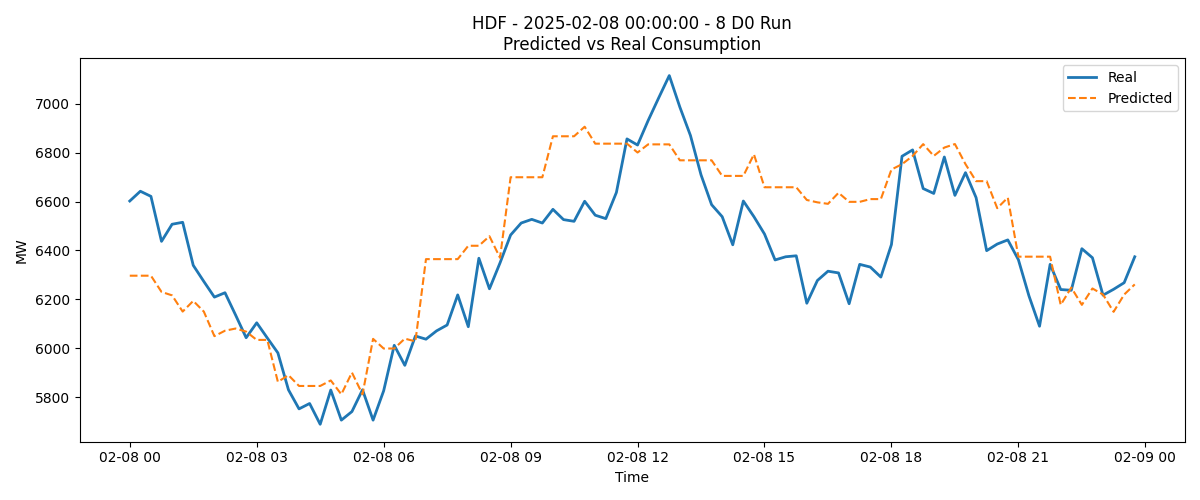 HDF - 2025-02-08 00:00:00 - 8 D0 Run
Predicted vs Real Consumption
Real
Predicted
MW
7000
6800
6600
6400
6200
6000
5800
02-08 00
02-08 03
02-08 06
02-08 09
02-08 12
02-08 15
02-08 18
02-08 21
02-09 00
Time